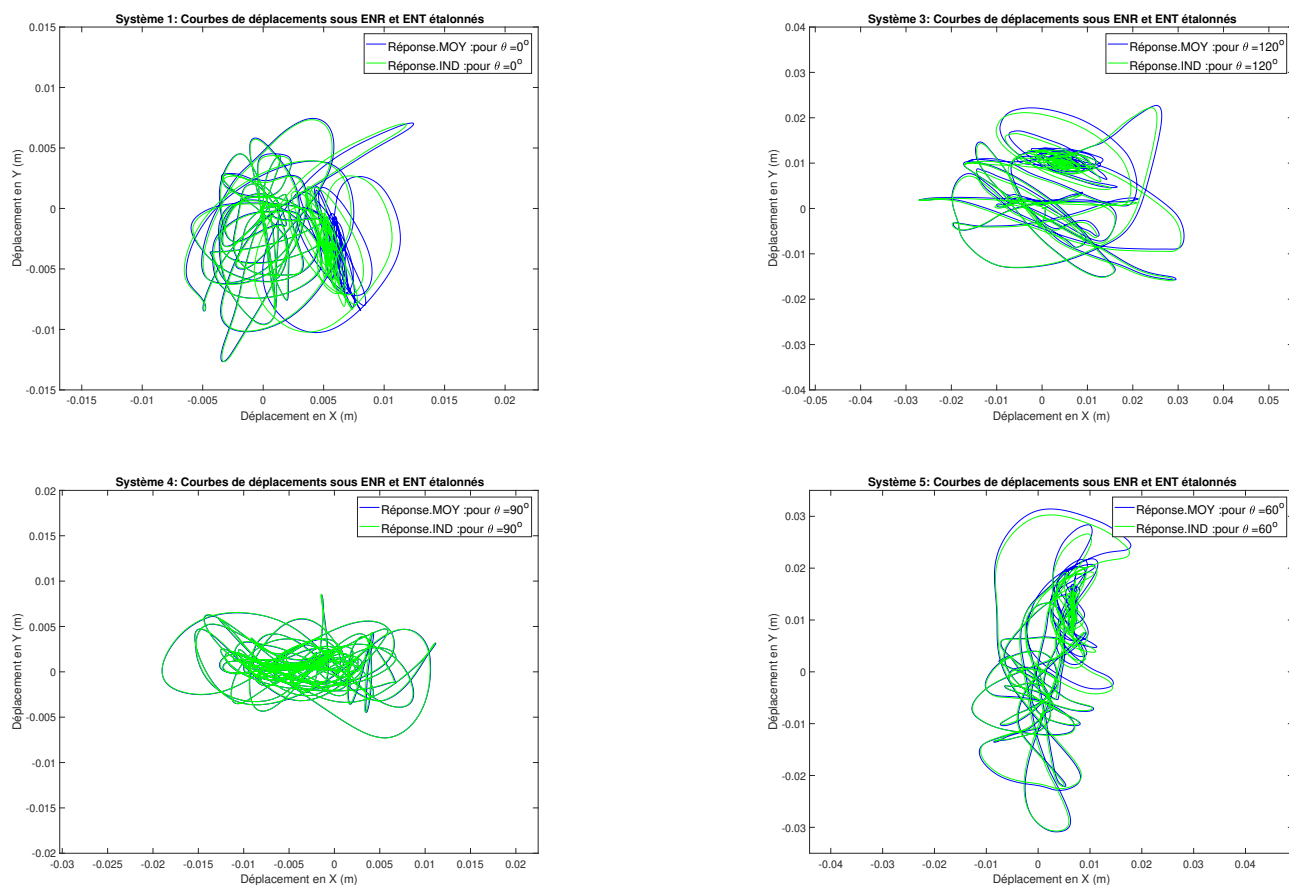 Système 1: Courbes de déplacement sous ENR et ENT étalonnés
Réponse.MOY :pour θ =0°
Réponse.IND :pour θ =0°
0.015
0.01
0.005
0
-0.005
-0.01
-0.015
Déplacement en Y (m)
-0.015 -0.01 -0.005 0 0.005 0.01 0.015 0.02
Déplacement en X (m)
Système 3: Courbes de déplacements sous ENR et ENT étalonnés
Réponse.MOY :pour θ =120°
Réponse.IND :pour θ =120°
0.04
0.03
0.02
0.01
0
-0.01
-0.02
-0.03
-0.04
Déplacement en Y (m)
-0.05 -0.04 -0.03 -0.02 -0.01 0 0.01 0.02 0.03 0.04 0.05
Déplacement en X (m)
Système 4: Courbes de déplacements sous ENR et ENT étalonnés
Réponse.MOY :pour θ =90°
Réponse.IND :pour θ =90°
0.02
0.015
0.01
0.005
0
-0.005
-0.01
-0.015
-0.02
Déplacement en Y (m)
-0.03 -0.025 -0.02 -0.015 -0.01 -0.005 0 0.005 0.01 0.015 0.02
Déplacement en X (m)
Système 5: Courbes de déplacements sous ENR et ENT étalonnés
Réponse.MOY :pour θ =60°
Réponse.IND :pour θ =60°
0.03
0.02
0.01
0
-0.01
-0.02
-0.03
Déplacement en Y (m)
-0.04 -0.03 -0.02 -0.01 0 0.01 0.02 0.03 0.04
Déplacement en X (m)